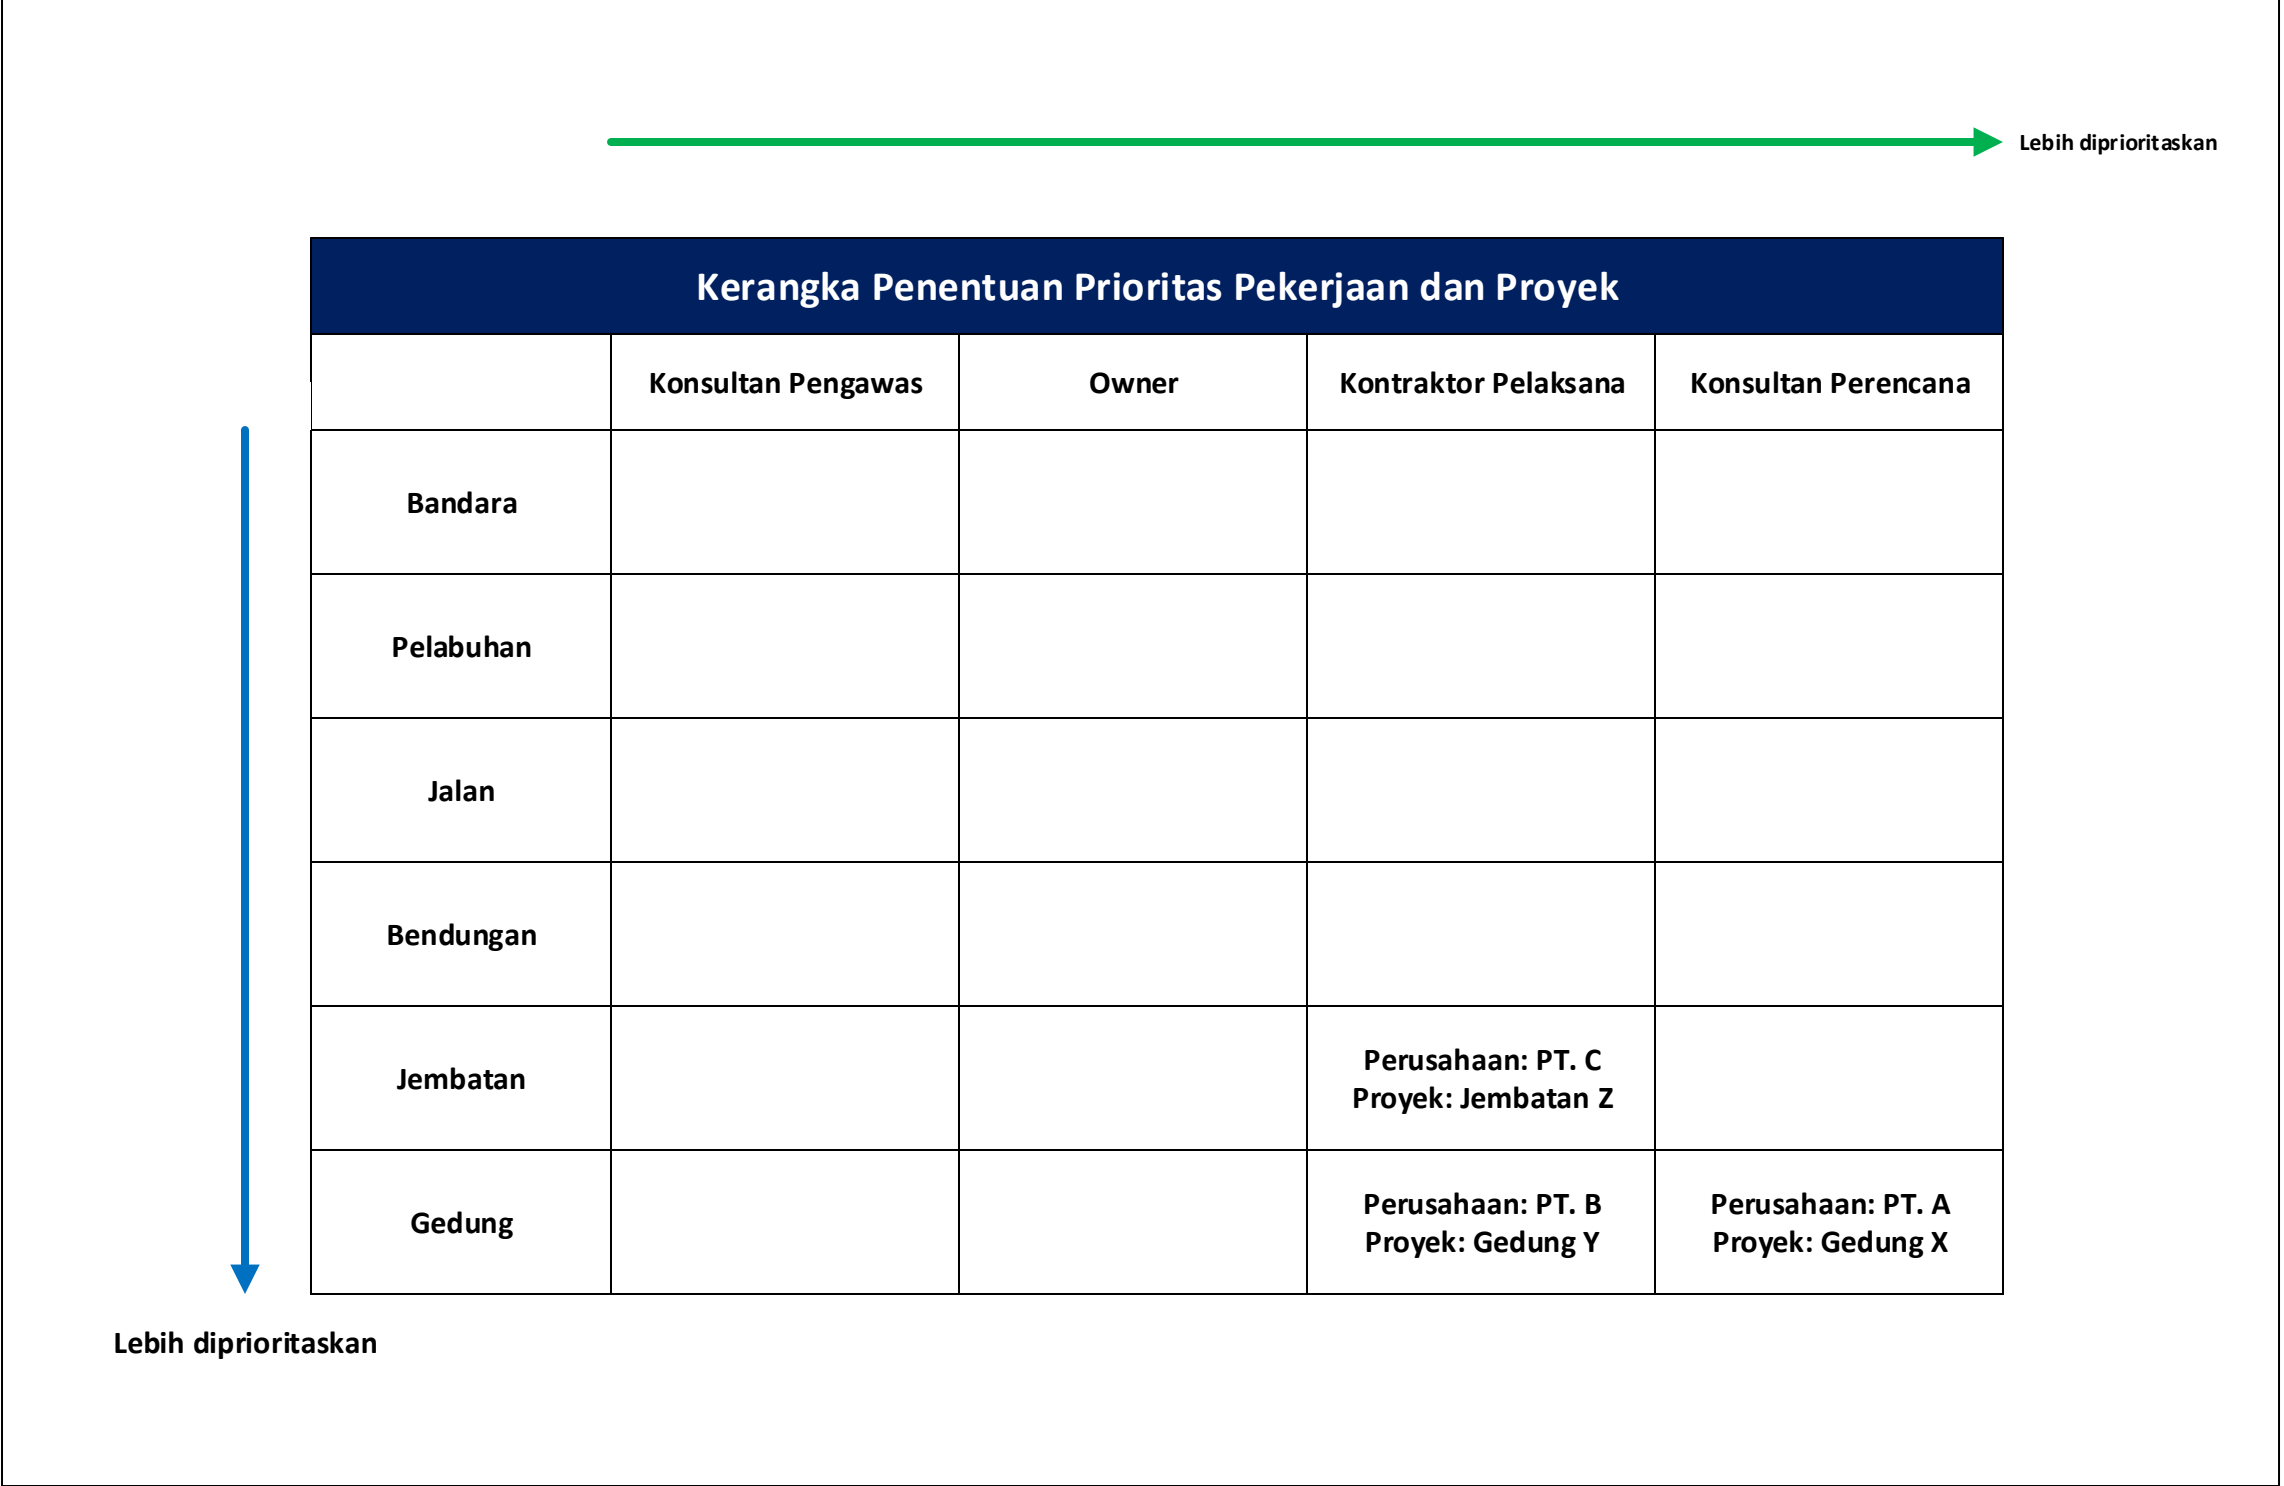 Lebih diprioritaskan
Kerangka Penentuan Prioritas Pekerjaan dan Proyek
Konsultan Pengawas
Owner
Kontraktor Pelaksana
Konsultan Perencana
Bandara
Pelabuhan
Jalan
Bendungan
Jembatan
Perusahaan: PT. C
Proyek: Jembatan Z
Gedung
Perusahaan: PT. B
Proyek: Gedung Y
Perusahaan: PT. A
Proyek: Gedung X
Lebih diprioritaskan